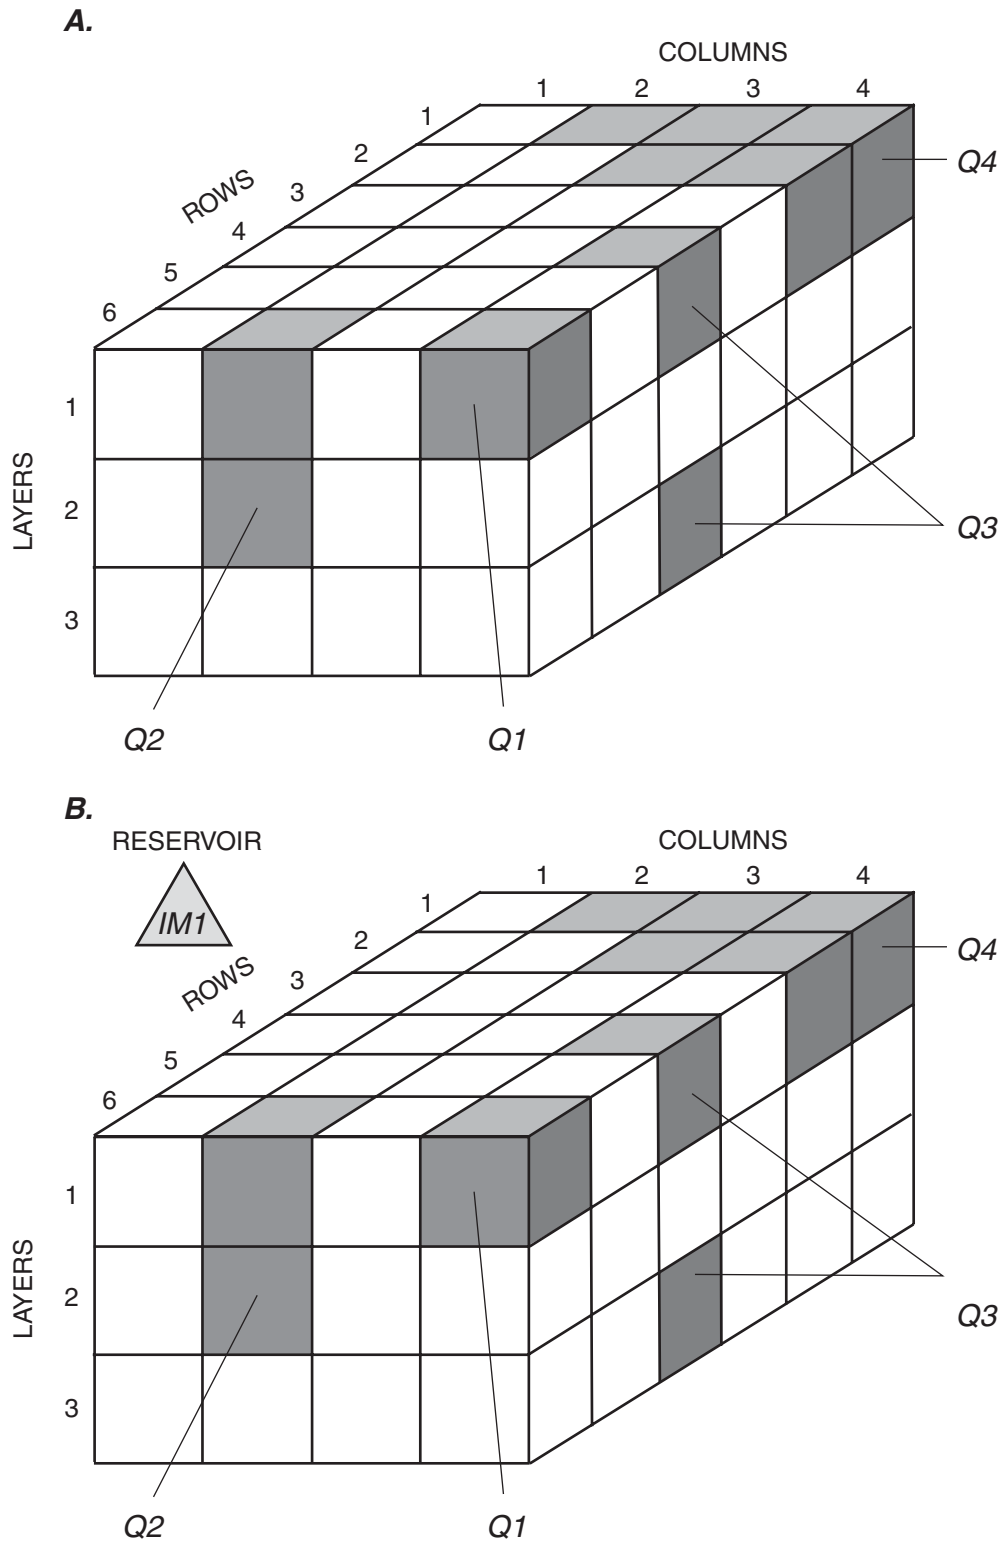 A.
COLUMNS
1 2 3 4
1
2
3
4
5
6
ROWS
Q4
1
2
3
LAYERS
Q3
Q2 Q1
B.
RESERVOIR
IM1
COLUMNS
1 2 3 4
1
2
3
4
5
6
ROWS
Q4
1
2
3
LAYERS
Q3
Q2 Q1